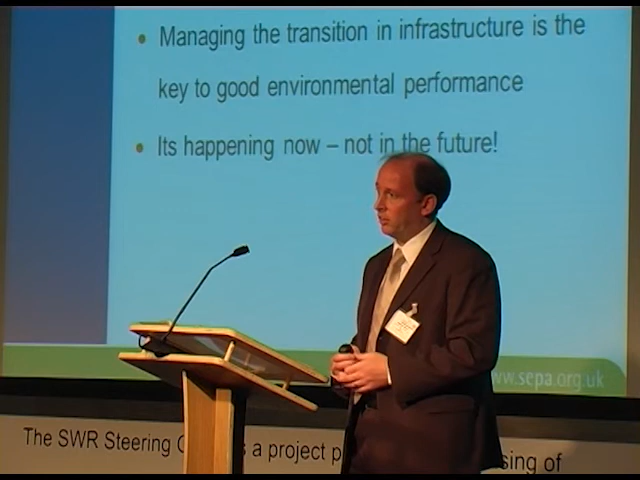 • Managing the transition in infrastructure is the
key to good environmental performance
• Its happening now – not in the future!
www.sepa.org.uk
The SWR Steering a project
sing of